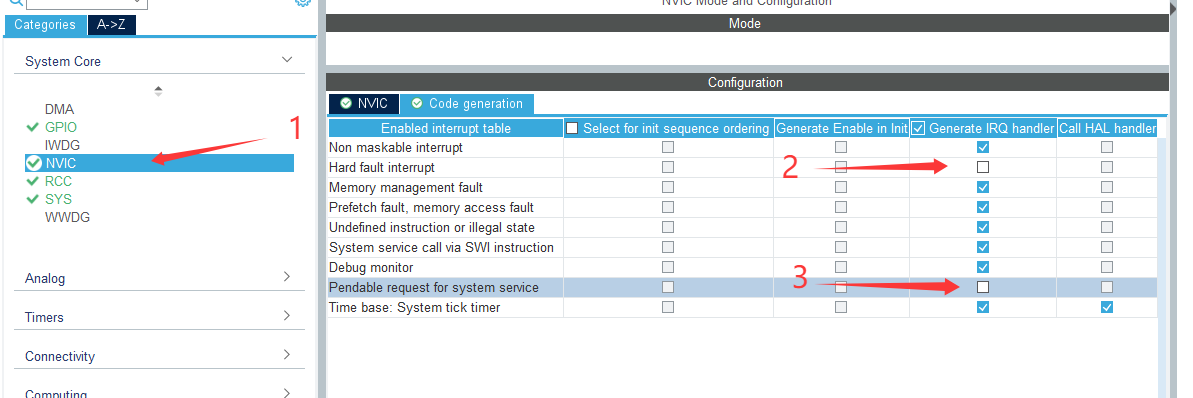 NVIC Mode and Configuration
Mode
Categories A->Z
System Core
DMA
GPIO
IWDG
NVIC
RCC
SYS
WWDG
Analog
Timers
Connectivity
Computing
1
Configuration
NVIC Code generation
Enabled interrupt table Select for init sequence ordering Generate Enable in Init Generate IRQ handler Call HAL handler
Non maskable interrupt
Hard fault interrupt
2
Memory management fault
Prefetch fault, memory access fault
Undefined instruction or illegal state
System service call via SWI instruction
Debug monitor
Pendable request for system service
3
Time base: System tick timer